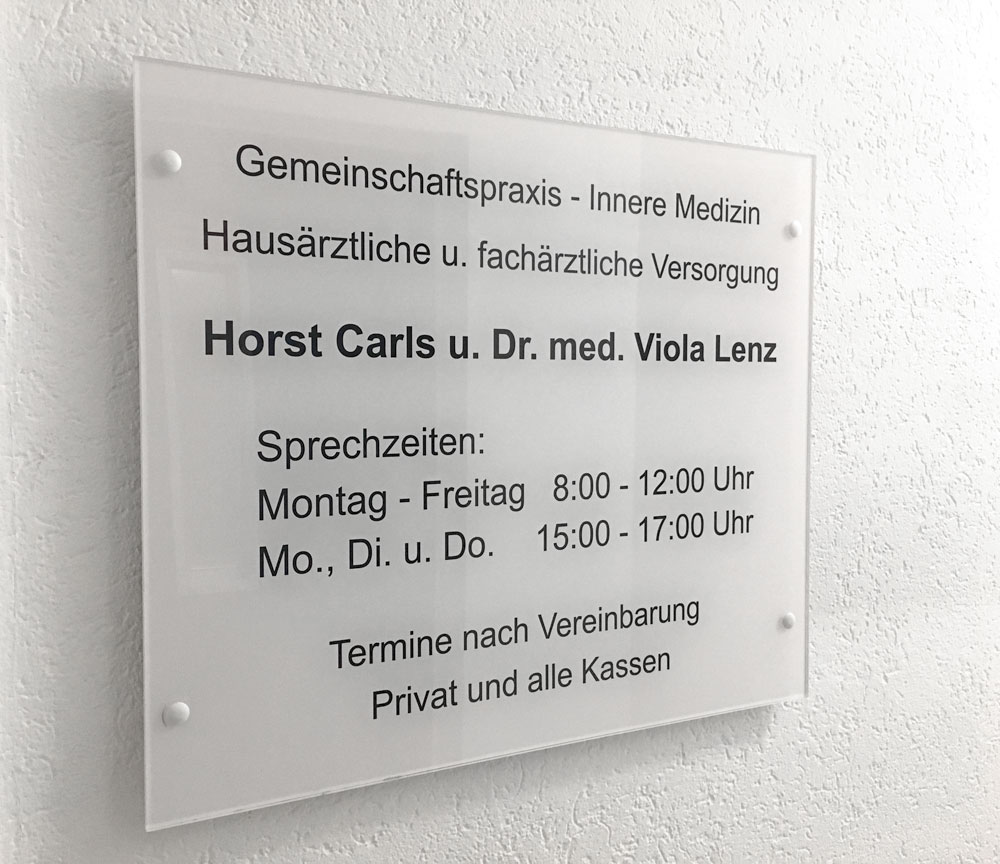 Gemeinschaftspraxis - Innere Medizin
Hausärztliche u. fachärztliche Versorgung
Horst Carls u. Dr. med. Viola Lenz
Sprechzeiten:
Montag - Freitag 8:00 - 12:00 Uhr
Mo., Di. u. Do. 15:00 - 17:00 Uhr
Termine nach Vereinbarung
Privat und alle Kassen